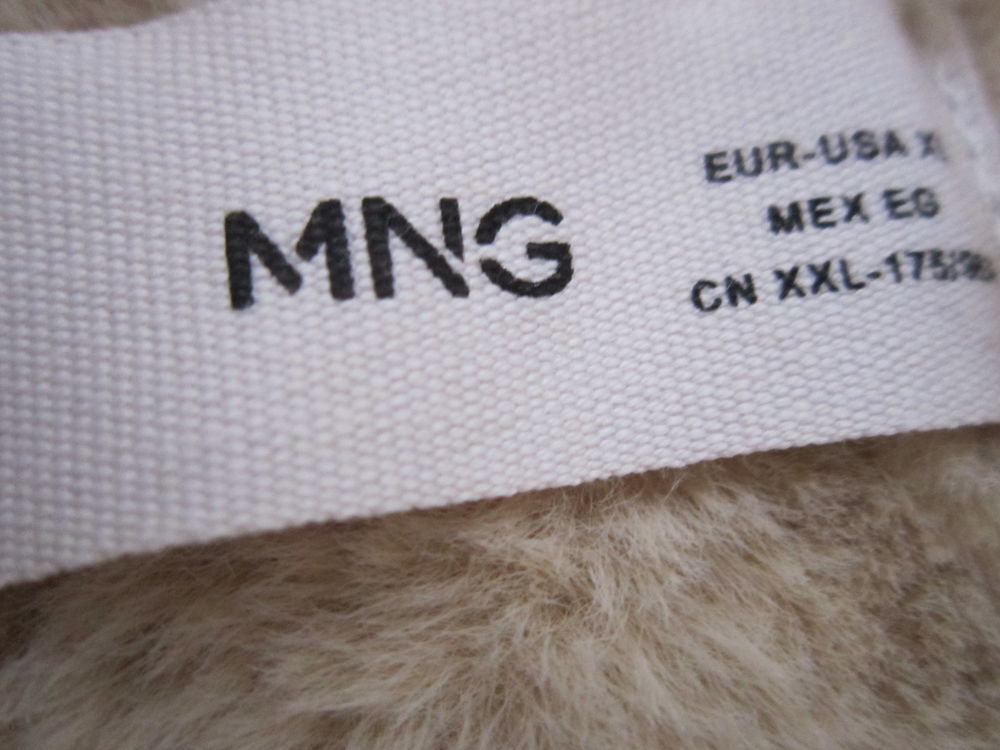 MNG
EUR-USA
MEX EG
CN XXL-175/